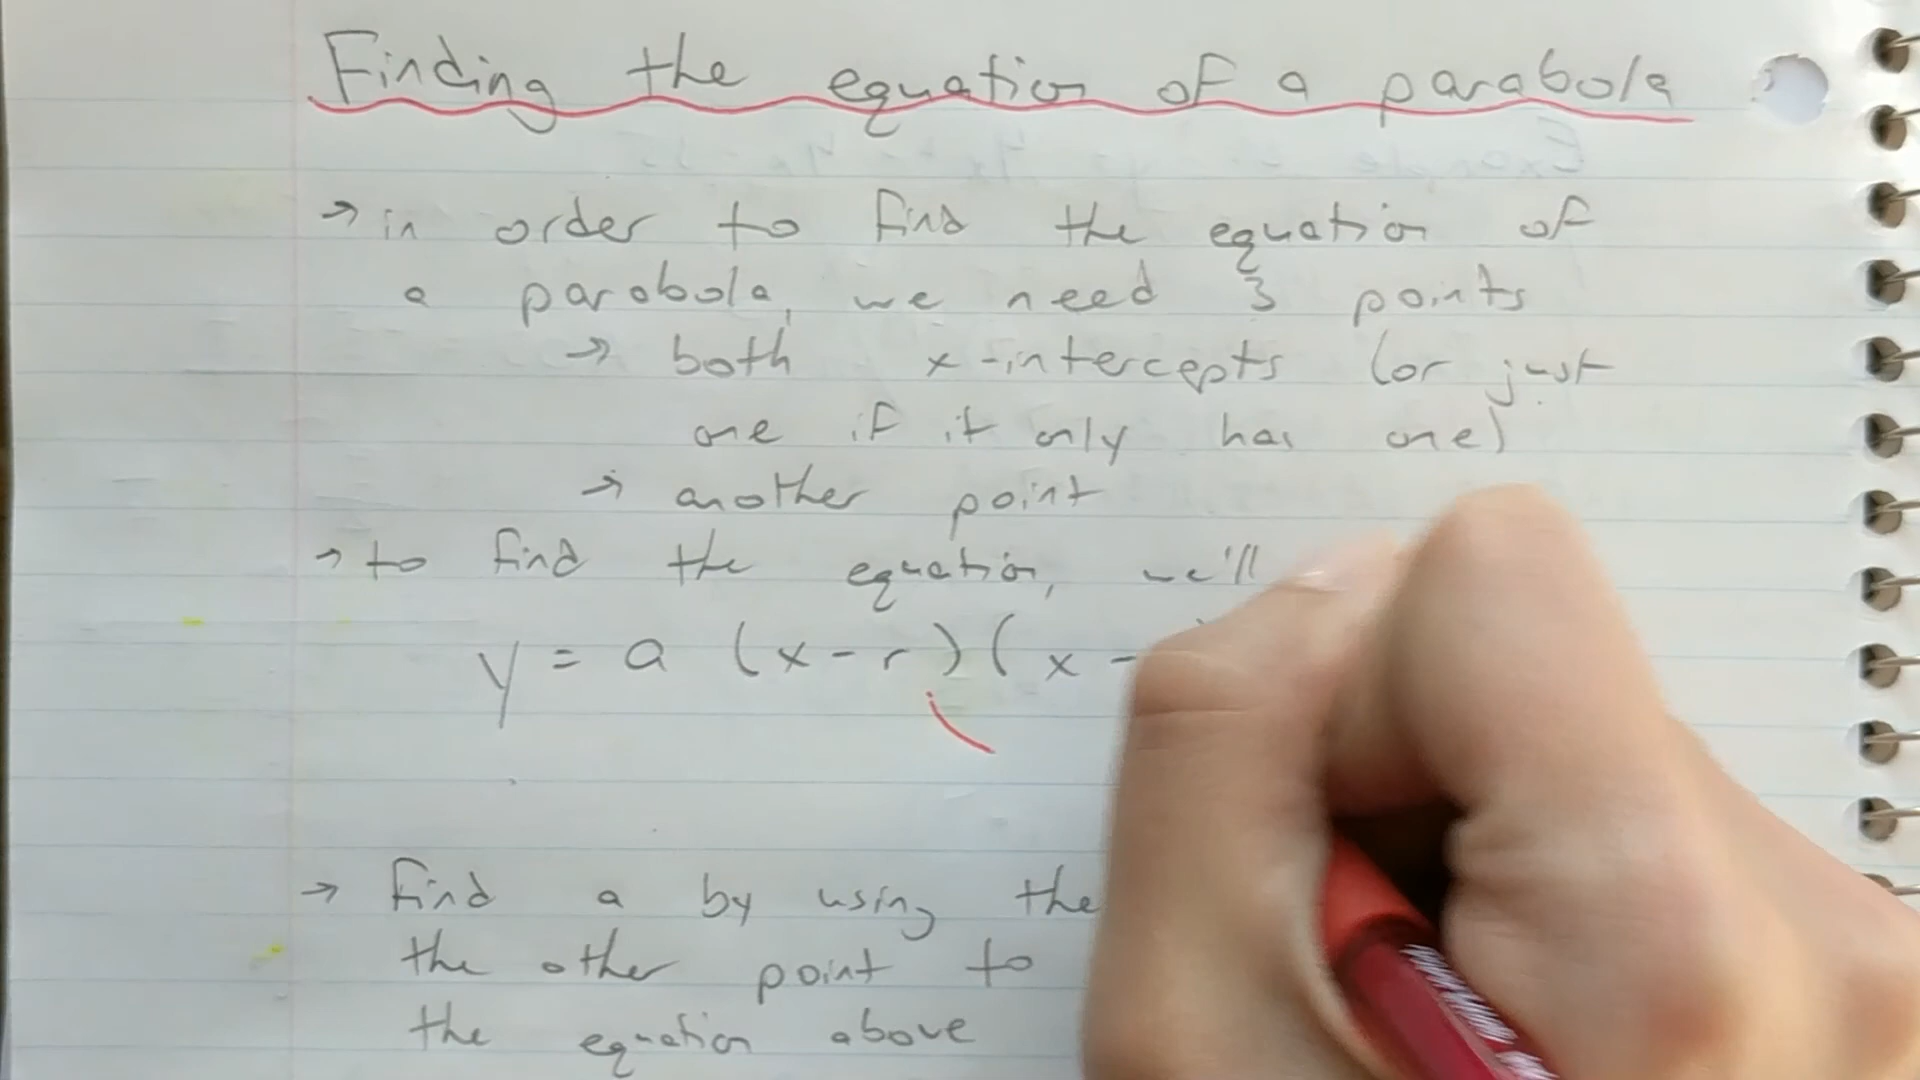 Finding the equation of a parabola
→ in order to find the equation of
a parabola, we need 3 points
→ both x-intercepts (or just
one if it only has one)
→ another point
→ to find the equation, we'll
y = a (x-r)(x-
→ find a by using the
the other point to
the equation above